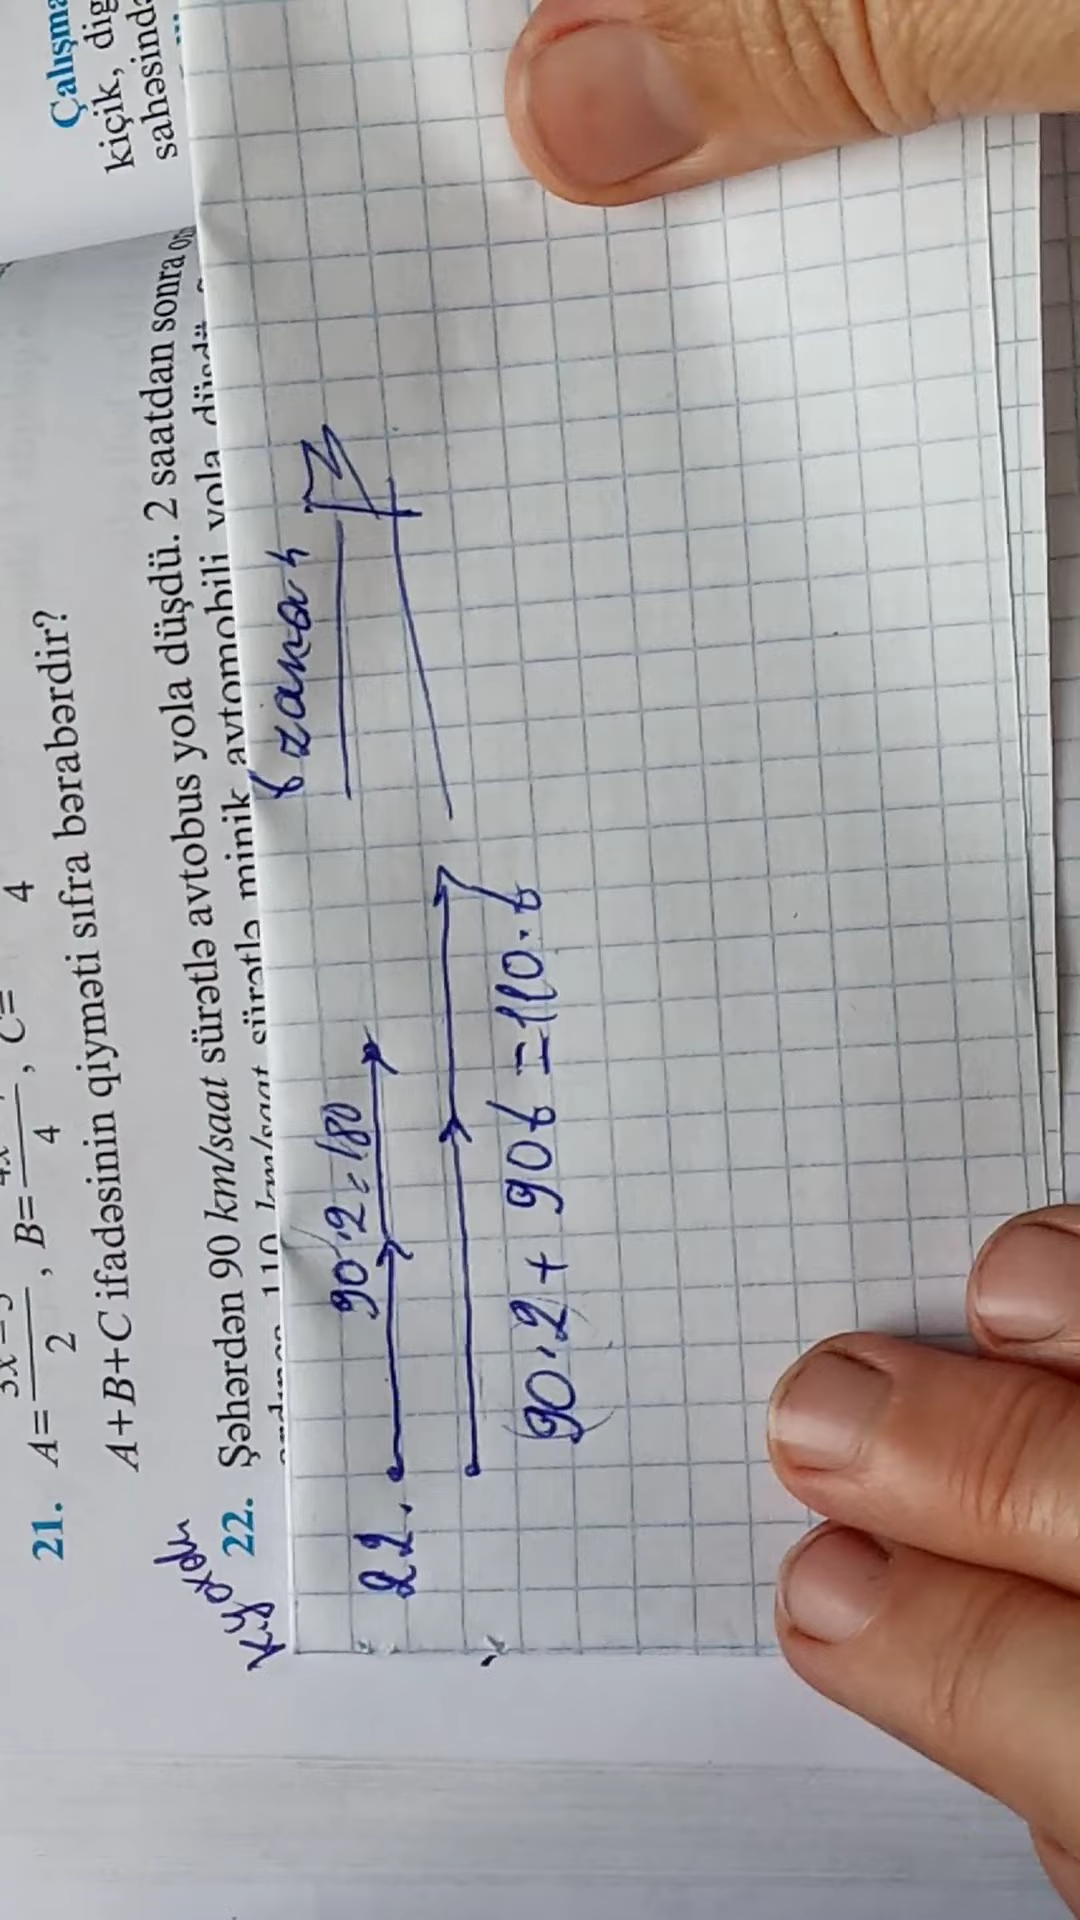 Çalışma
kiçik, dig
sahəsində
21. A= 2 , B= 4 , C= 4
A+B+C ifadəsinin qiyməti sıfra bərabərdir?
22. Şəhərdən 90 km/saat sürətlə avtobus yola düşdü. 2 saatdan sonra on
110 km/saat sürətlə minik avtomobili yola düşdü
22. 90·2=180
t zaman
90·2+90t=110·t